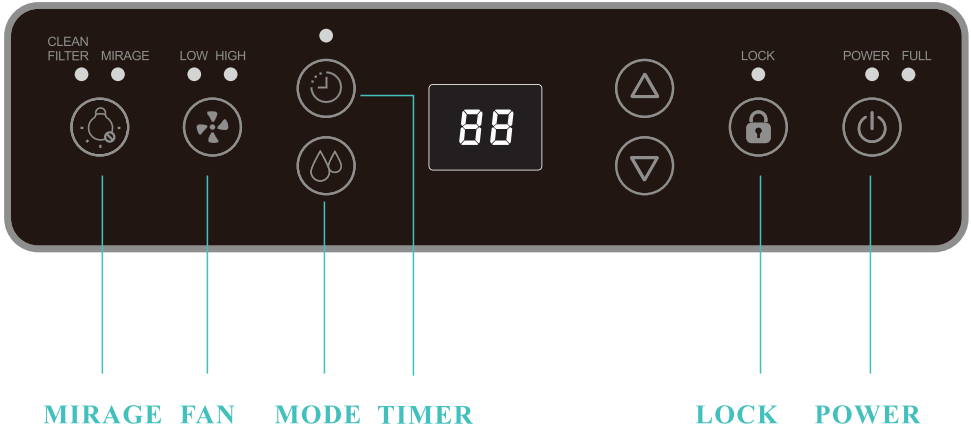 CLEAN
FILTER MIRAGE LOW HIGH LOCK POWER FULL
88
MIRAGE FAN MODE TIMER LOCK POWER